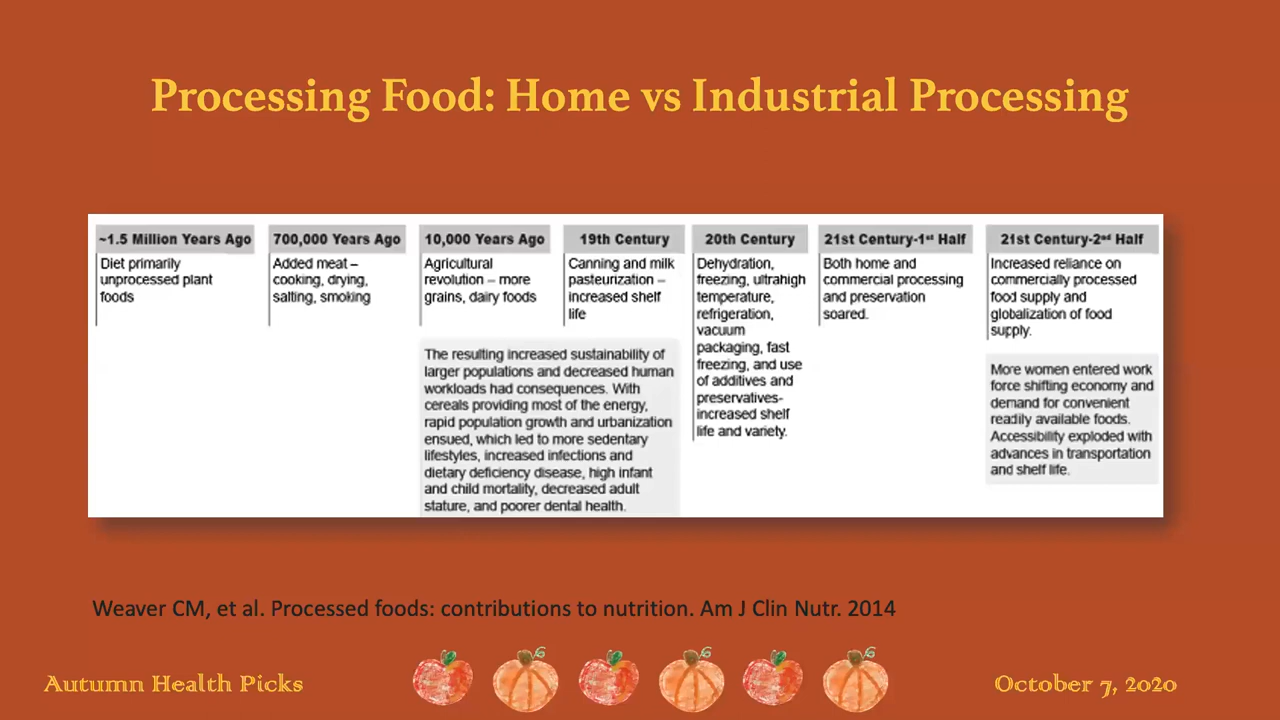 Processing Food: Home vs Industrial Processing
~1.5 Million Years Ago
Diet primarily
unprocessed plant
foods
700,000 Years Ago
Added meat –
cooking, drying,
salting, smoking
10,000 Years Ago
Agricultural
revolution – more
grains, dairy foods
19th Century
Canning and milk
pasteurization –
increased shelf
life
The resulting increased sustainability of
larger populations and decreased human
workloads had consequences. With
cereals providing most of the energy,
rapid population growth and urbanization
ensued, which led to more sedentary
lifestyles, increased infections and
dietary deficiency disease, high infant
and child mortality, decreased adult
stature, and poorer dental health.
20th Century
Dehydration,
freezing, ultrahigh
temperature,
refrigeration,
vacuum
packaging, fast
freezing, and use
of additives and
preservatives-
increased shelf
life and variety.
21st Century-1st Half
Both home and
commercial processing
and preservation
soared.
21st Century-2nd Half
Increased reliance on
commercially processed
food supply and
globalization of food
supply.
More women entered work
force shifting economy and
demand for convenient
readily available foods.
Accessibility exploded with
advances in transportation
and shelf life.
Weaver CM, et al. Processed foods: contributions to nutrition. Am J Clin Nutr. 2014
Autumn Health Picks
October 7, 2020